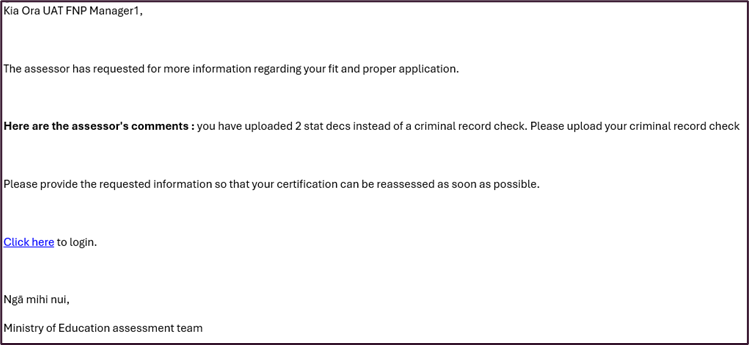 Kia Ora UAT FNP Manager1,
The assessor has requested for more information regarding your fit and proper application.
Here are the assessor's comments : you have uploaded 2 stat decs instead of a criminal record check. Please upload your criminal record check
Please provide the requested information so that your certification can be reassessed as soon as possible.
Click here to login.
Ngā mihi nui,
Ministry of Education assessment team